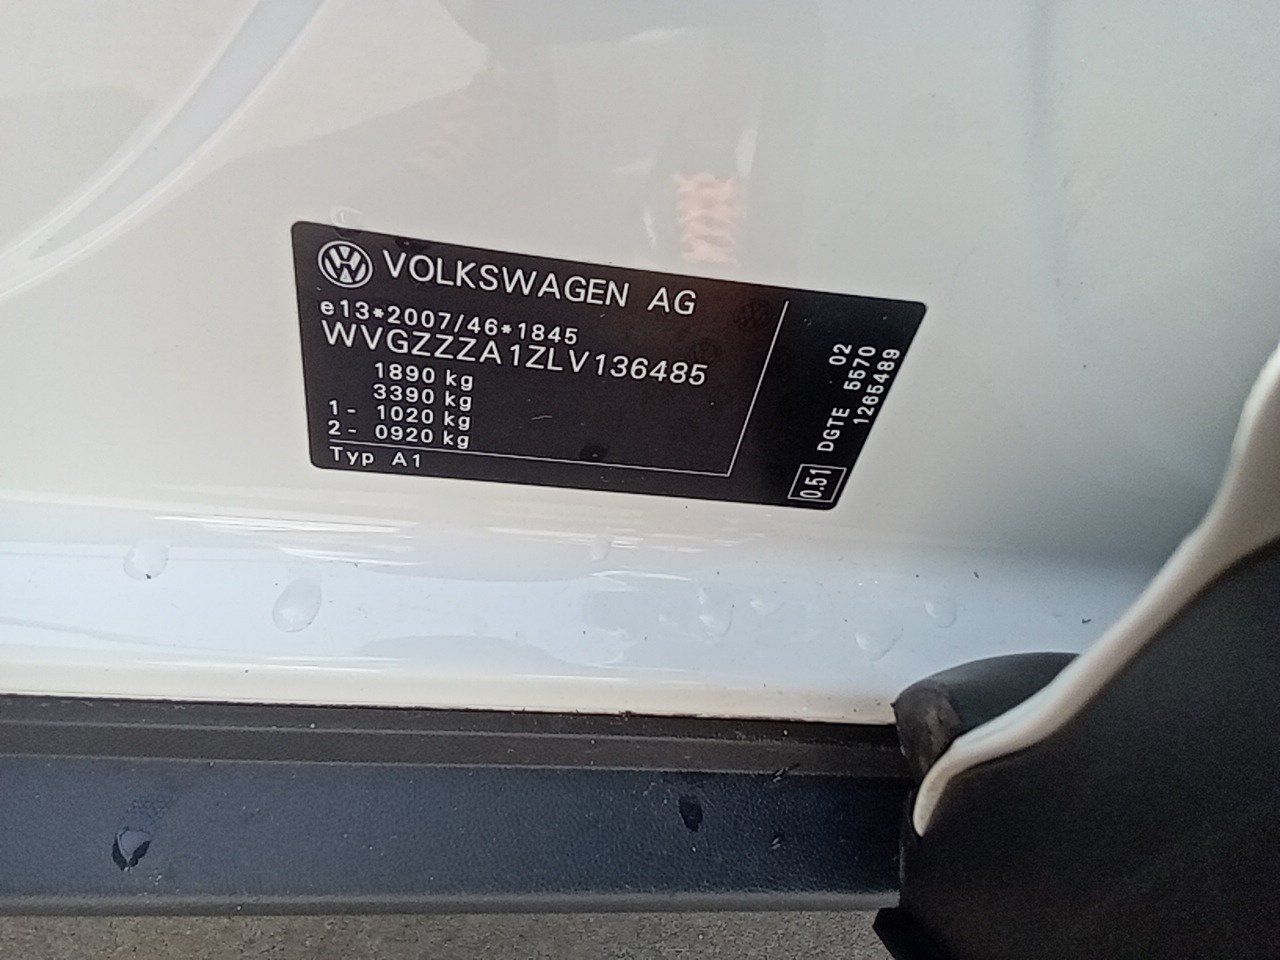 VOLKSWAGEN AG
e13*2007/46*1845
WVGZZZA1ZLV136485
1890 kg
3390 kg
1- 1020 kg
2- 0920 kg
Typ A1
02
DGTE 5570
1265489
0.51